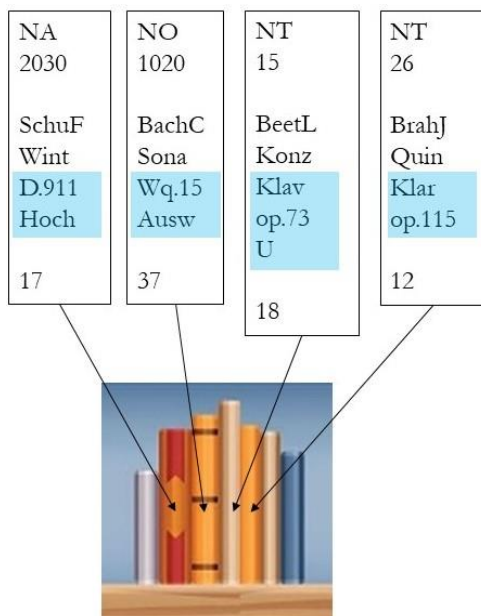 NA
2030
SchuF
Wint
D.911
Hoch
17
NO
1020
BachC
Sona
Wq.15
Ausw
37
NT
15
BeetL
Konz
Klav
op.73
U
18
NT
26
BrahJ
Quin
Klar
op.115
12